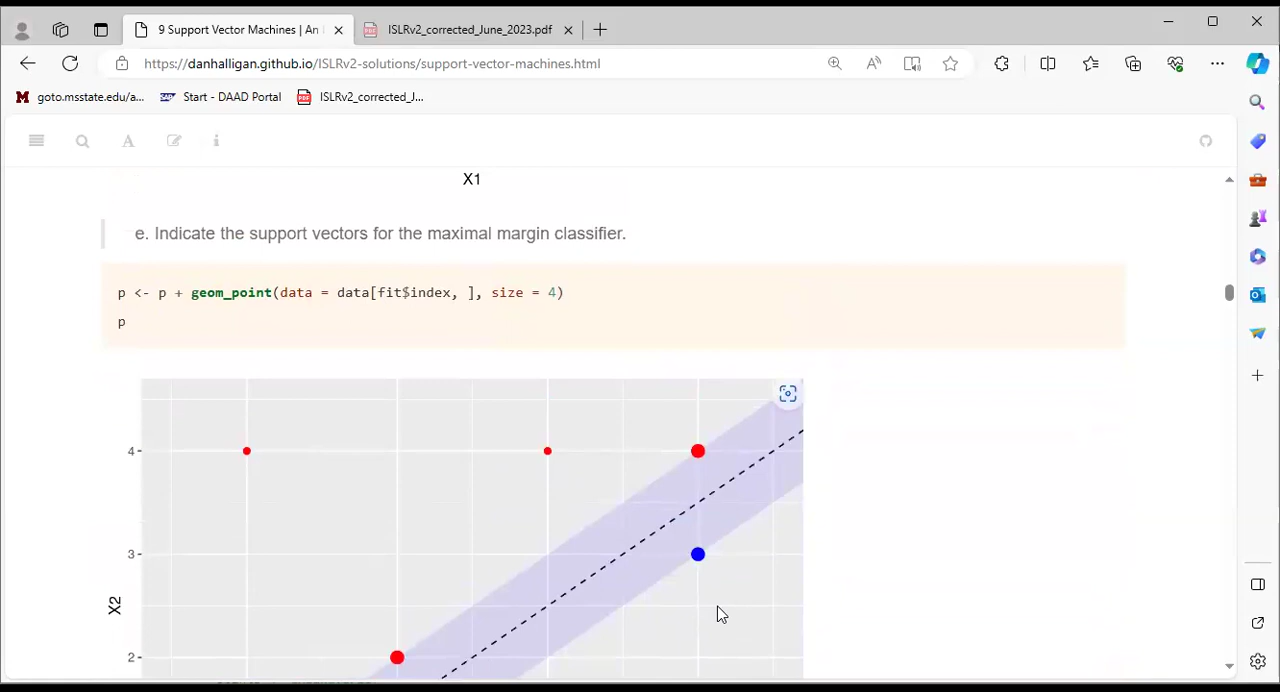 9 Support Vector Machines | An
ISLRv2_corrected_June_2023.pdf
https://danhalligan.github.io/ISLRv2-solutions/support-vector-machines.html
goto.msstate.edu/a...
Start - DAAD Portal
ISLRv2_corrected_J...
X1
e. Indicate the support vectors for the maximal margin classifier.
p <- p + geom_point(data = data[fit$index, ], size = 4)
p
4
3
X2
2